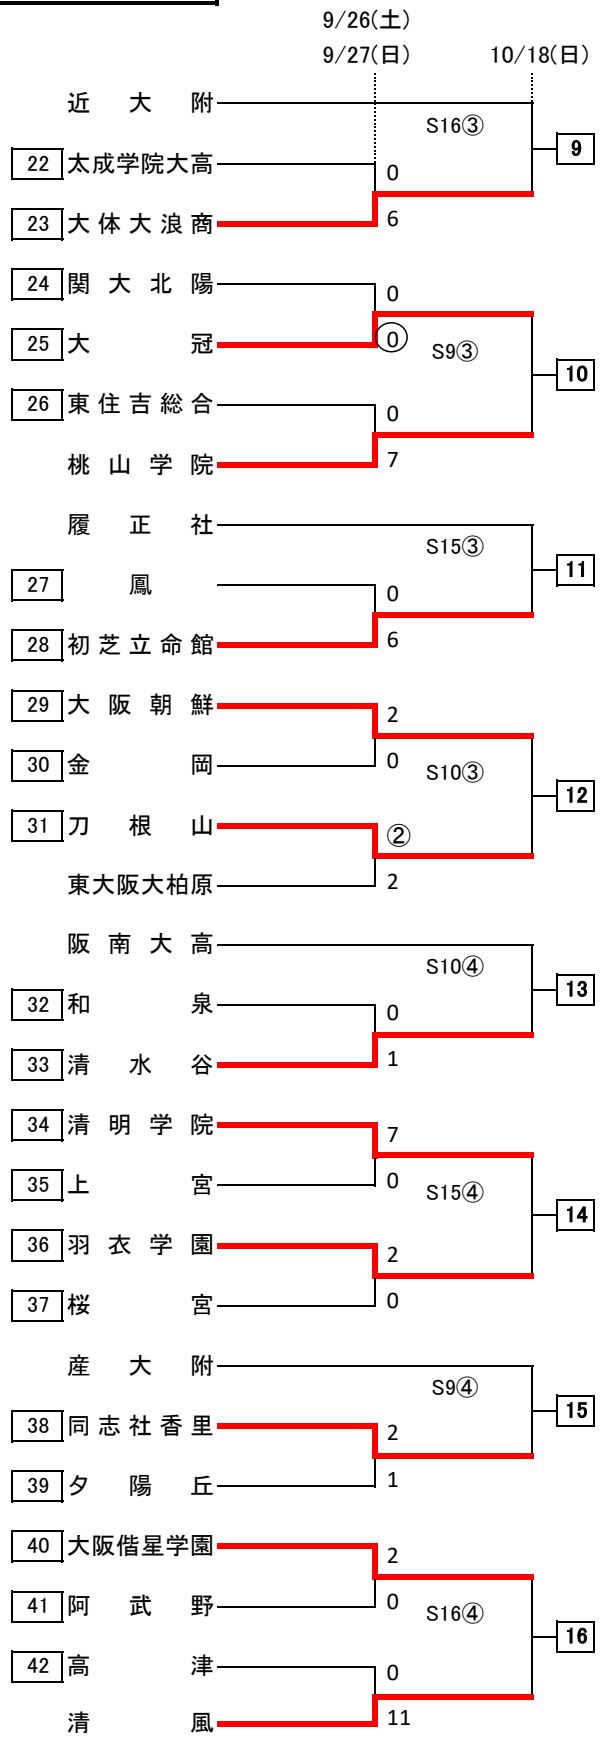 9/26(土)
9/27(日) 10/18(日)
近大附
S16③
9
22 太成学院大高
0
23 大体大浪商
6
24 関大北陽
0
25 大冠
0 S9③
10
26 東住吉総合
0
桃山学院
7
履正社
S15③
11
27 鳳
0
28 初芝立命館
6
29 大阪朝鮮
2
30 金岡
0 S10③
12
31 刀根山
②
東大阪大柏原
2
阪南大高
S10④
13
32 和泉
0
33 清水谷
1
34 清明学院
7
35 上宮
0 S15④
14
36 羽衣学園
2
37 桜宮
0
産大附
S9④
15
38 同志社香里
2
39 夕陽丘
1
40 大阪偕星学園
2
41 阿武野
0 S16④
16
42 高津
0
清風
11